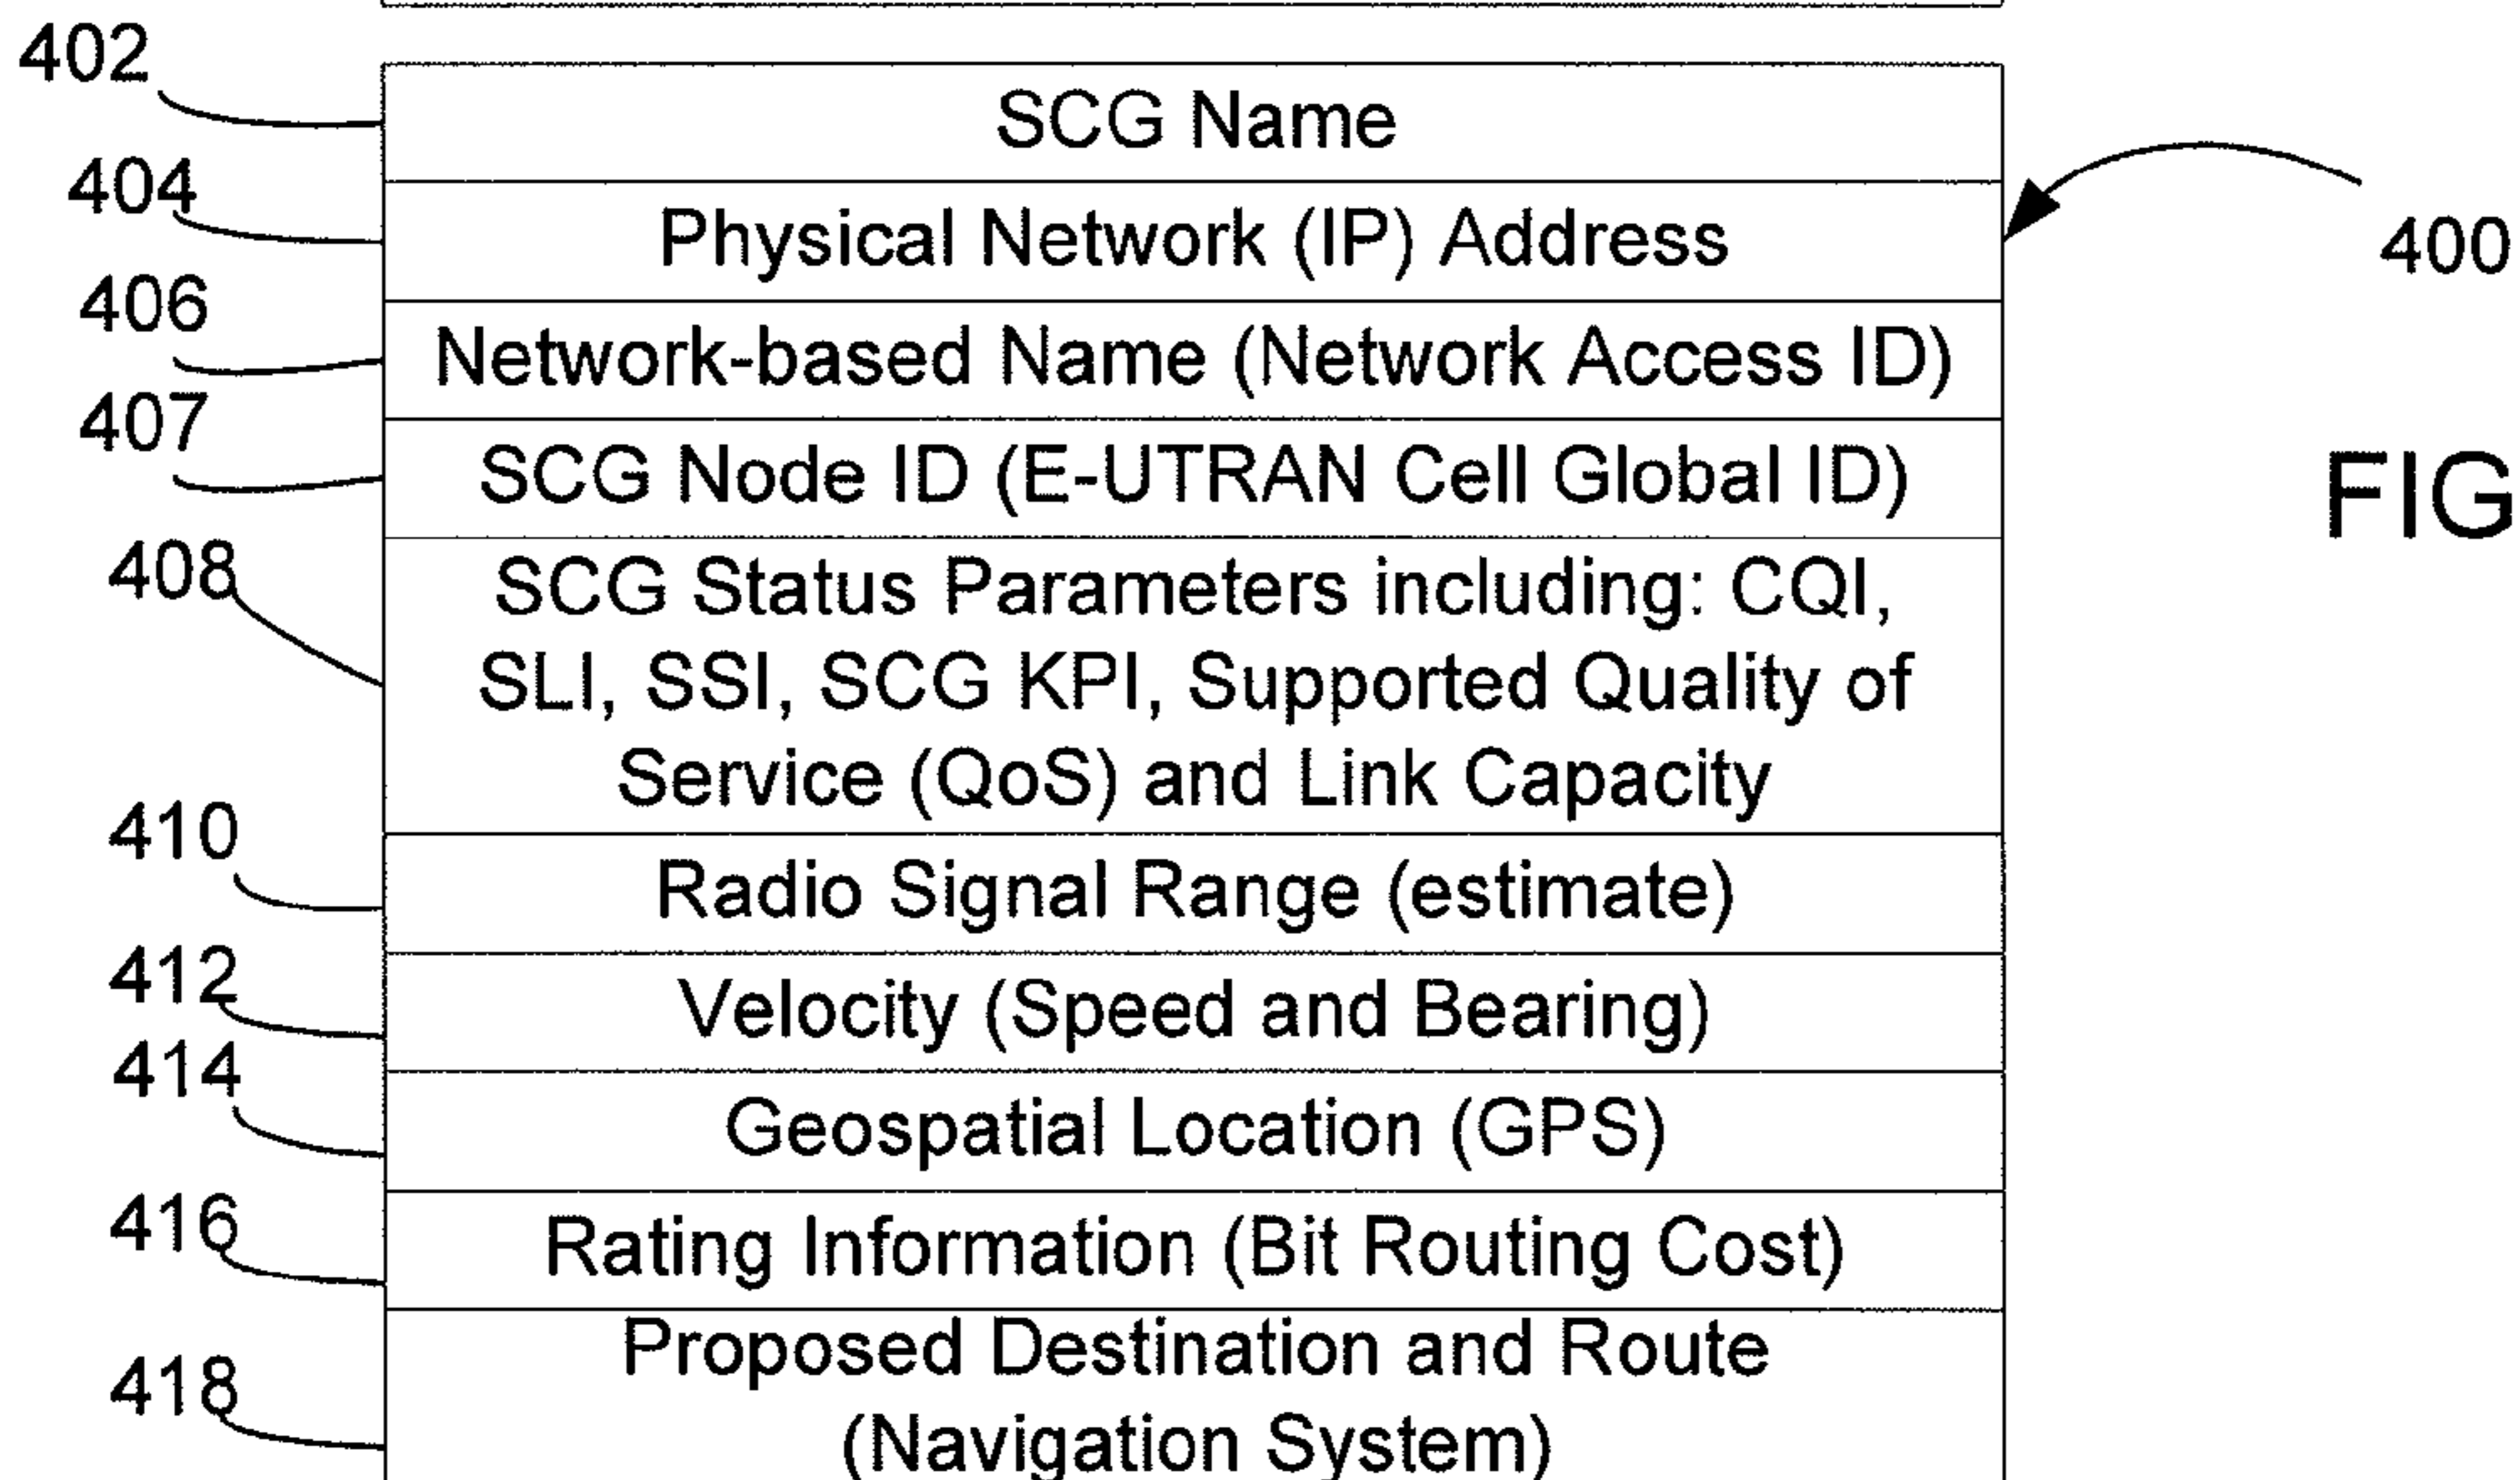 402
SCG Name
404
Physical Network (IP) Address
400
406
Network-based Name (Network Access ID)
407
SCG Node ID (E-UTRAN Cell Global ID)
FIG
408
SCG Status Parameters including: CQI,
SLI, SSI, SCG KPI, Supported Quality of
Service (QoS) and Link Capacity
410
Radio Signal Range (estimate)
412
Velocity (Speed and Bearing)
414
Geospatial Location (GPS)
416
Rating Information (Bit Routing Cost)
418
Proposed Destination and Route
(Navigation System)